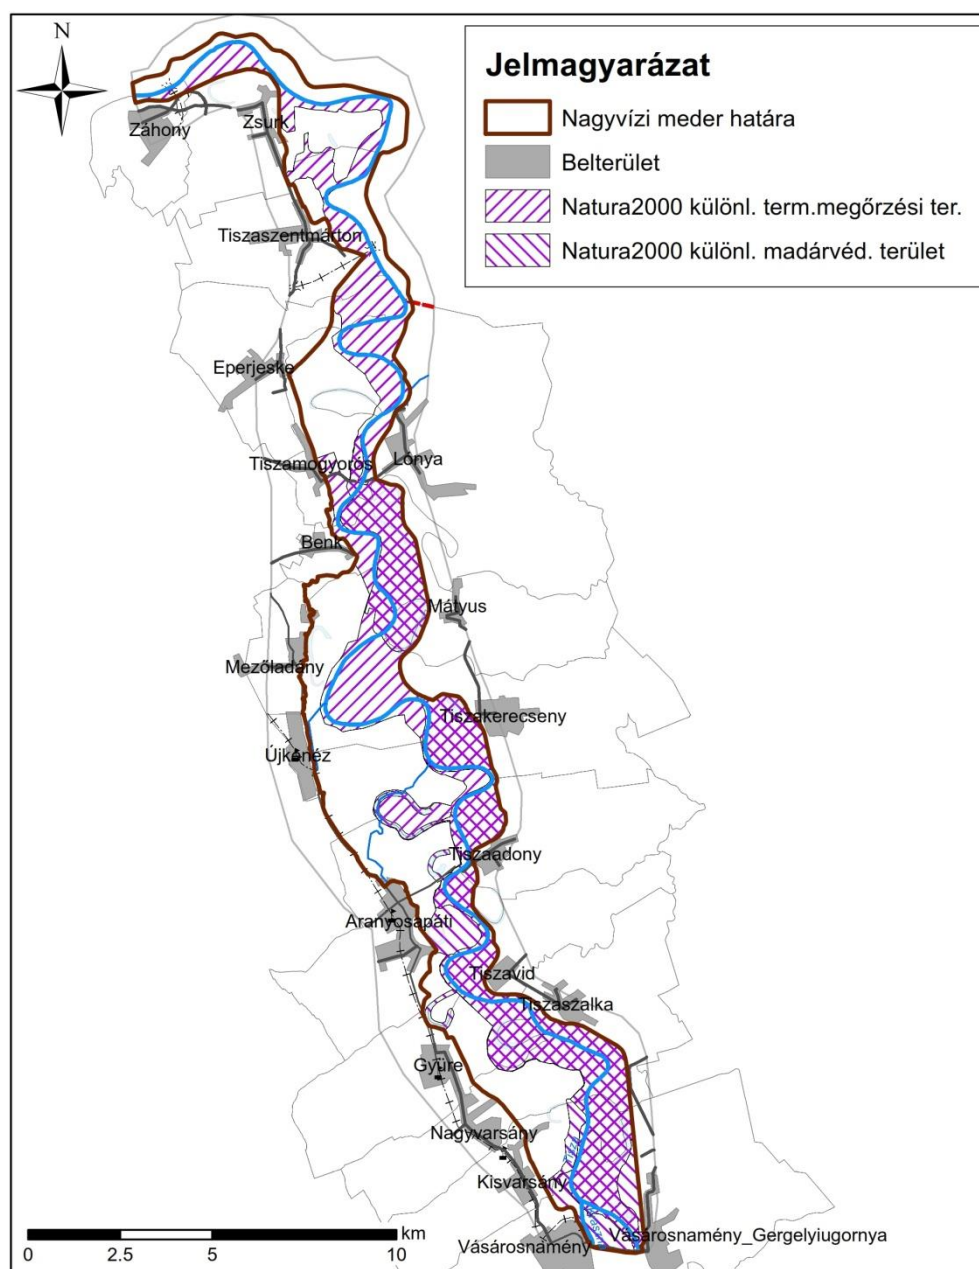 N
Jelmagyarázat
Nagyvízi meder határa
Belterület
Natura2000 különl. term.megőrzési ter.
Natura2000 különl. madárvéd. terület
Záhony
Zsurk
Tiszaszentmárton
Eperjeske
Tiszamogyorós
Lónya
Benk
Mátyus
Mezőladány
Tiszakerecseny
Újkenéz
Tiszaadony
Aranyosapáti
Tiszavid
Tiszaszalka
Gyüre
Nagyvarsány
Tisza
Kisvarsány
Vásárosnamény_Gergelyiugornya
Vásárosnamény
km
0 2.5 5 10